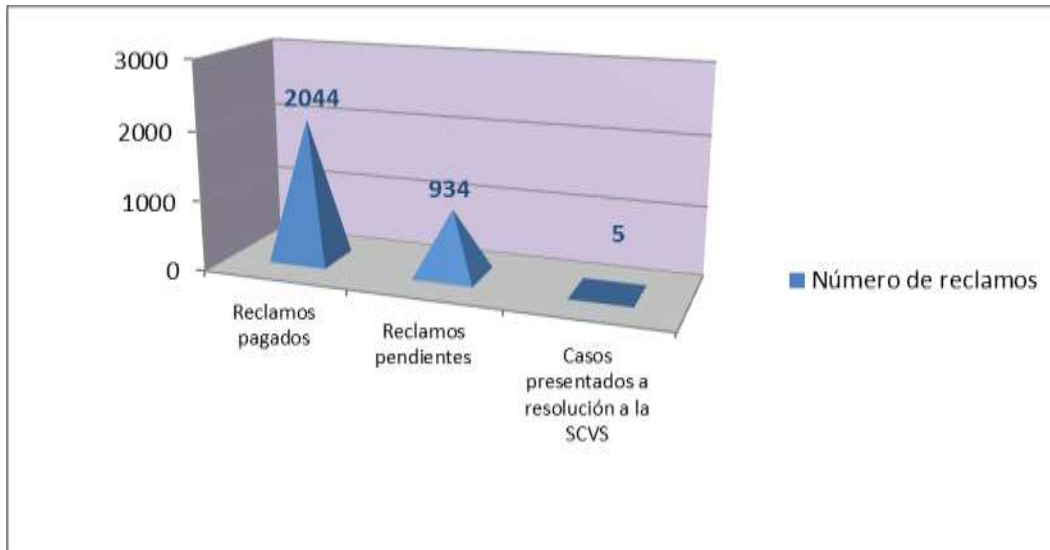 3000
2000
1000
0
2044
934
5
Reclamos
pagados
Reclamos
pendientes
Casos
presentados a
resolución a la
SCVS
Número de reclamos